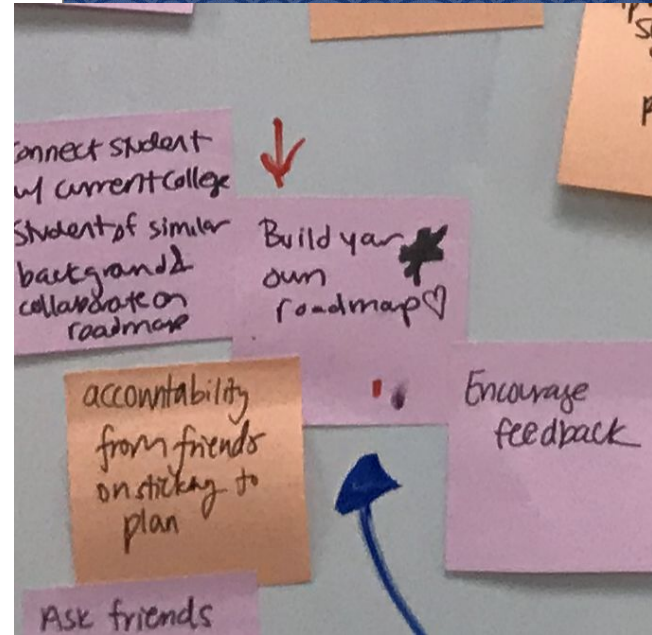 onnect student
w/ current college
student of similar
background &
collaborate on
roadmap
Build your
own
roadmap♡
accountability
from friends
on sticking to
plan
Encourage
feedback
Ask friends